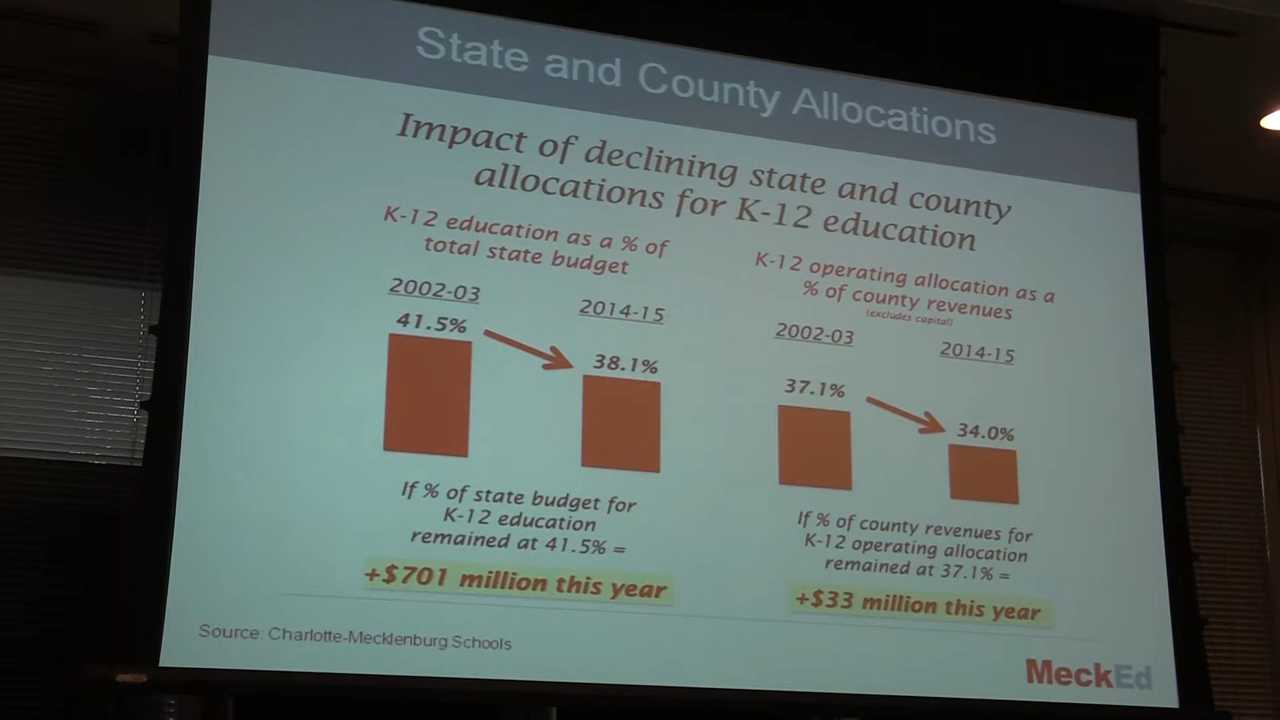 State and County Allocations
Impact of declining state and county
allocations for K-12 education
K-12 education as a % of
total state budget
2002-03
2014-15
41.5%
38.1%
If % of state budget for
K-12 education
remained at 41.5% =
+$701 million this year
K-12 operating allocation as a
% of county revenues
(excludes capital)
2002-03
2014-15
37.1%
34.0%
If % of county revenues for
K-12 operating allocation
remained at 37.1% =
+$33 million this year
Source: Charlotte-Mecklenburg Schools
MeckEd